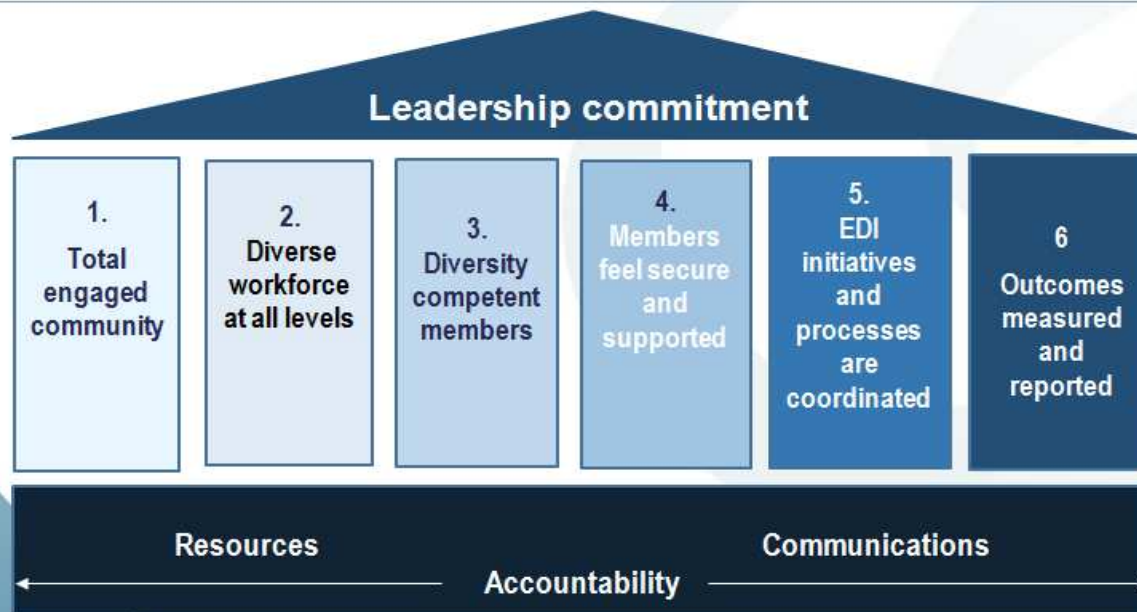 Leadership commitment
1.
Total
engaged
community
2.
Diverse
workforce
at all levels
3.
Diversity
competent
members
4.
Members
feel secure
and
supported
5.
EDI
initiatives
and
processes
are
coordinated
6
Outcomes
measured
and
reported
Resources
Communications
Accountability